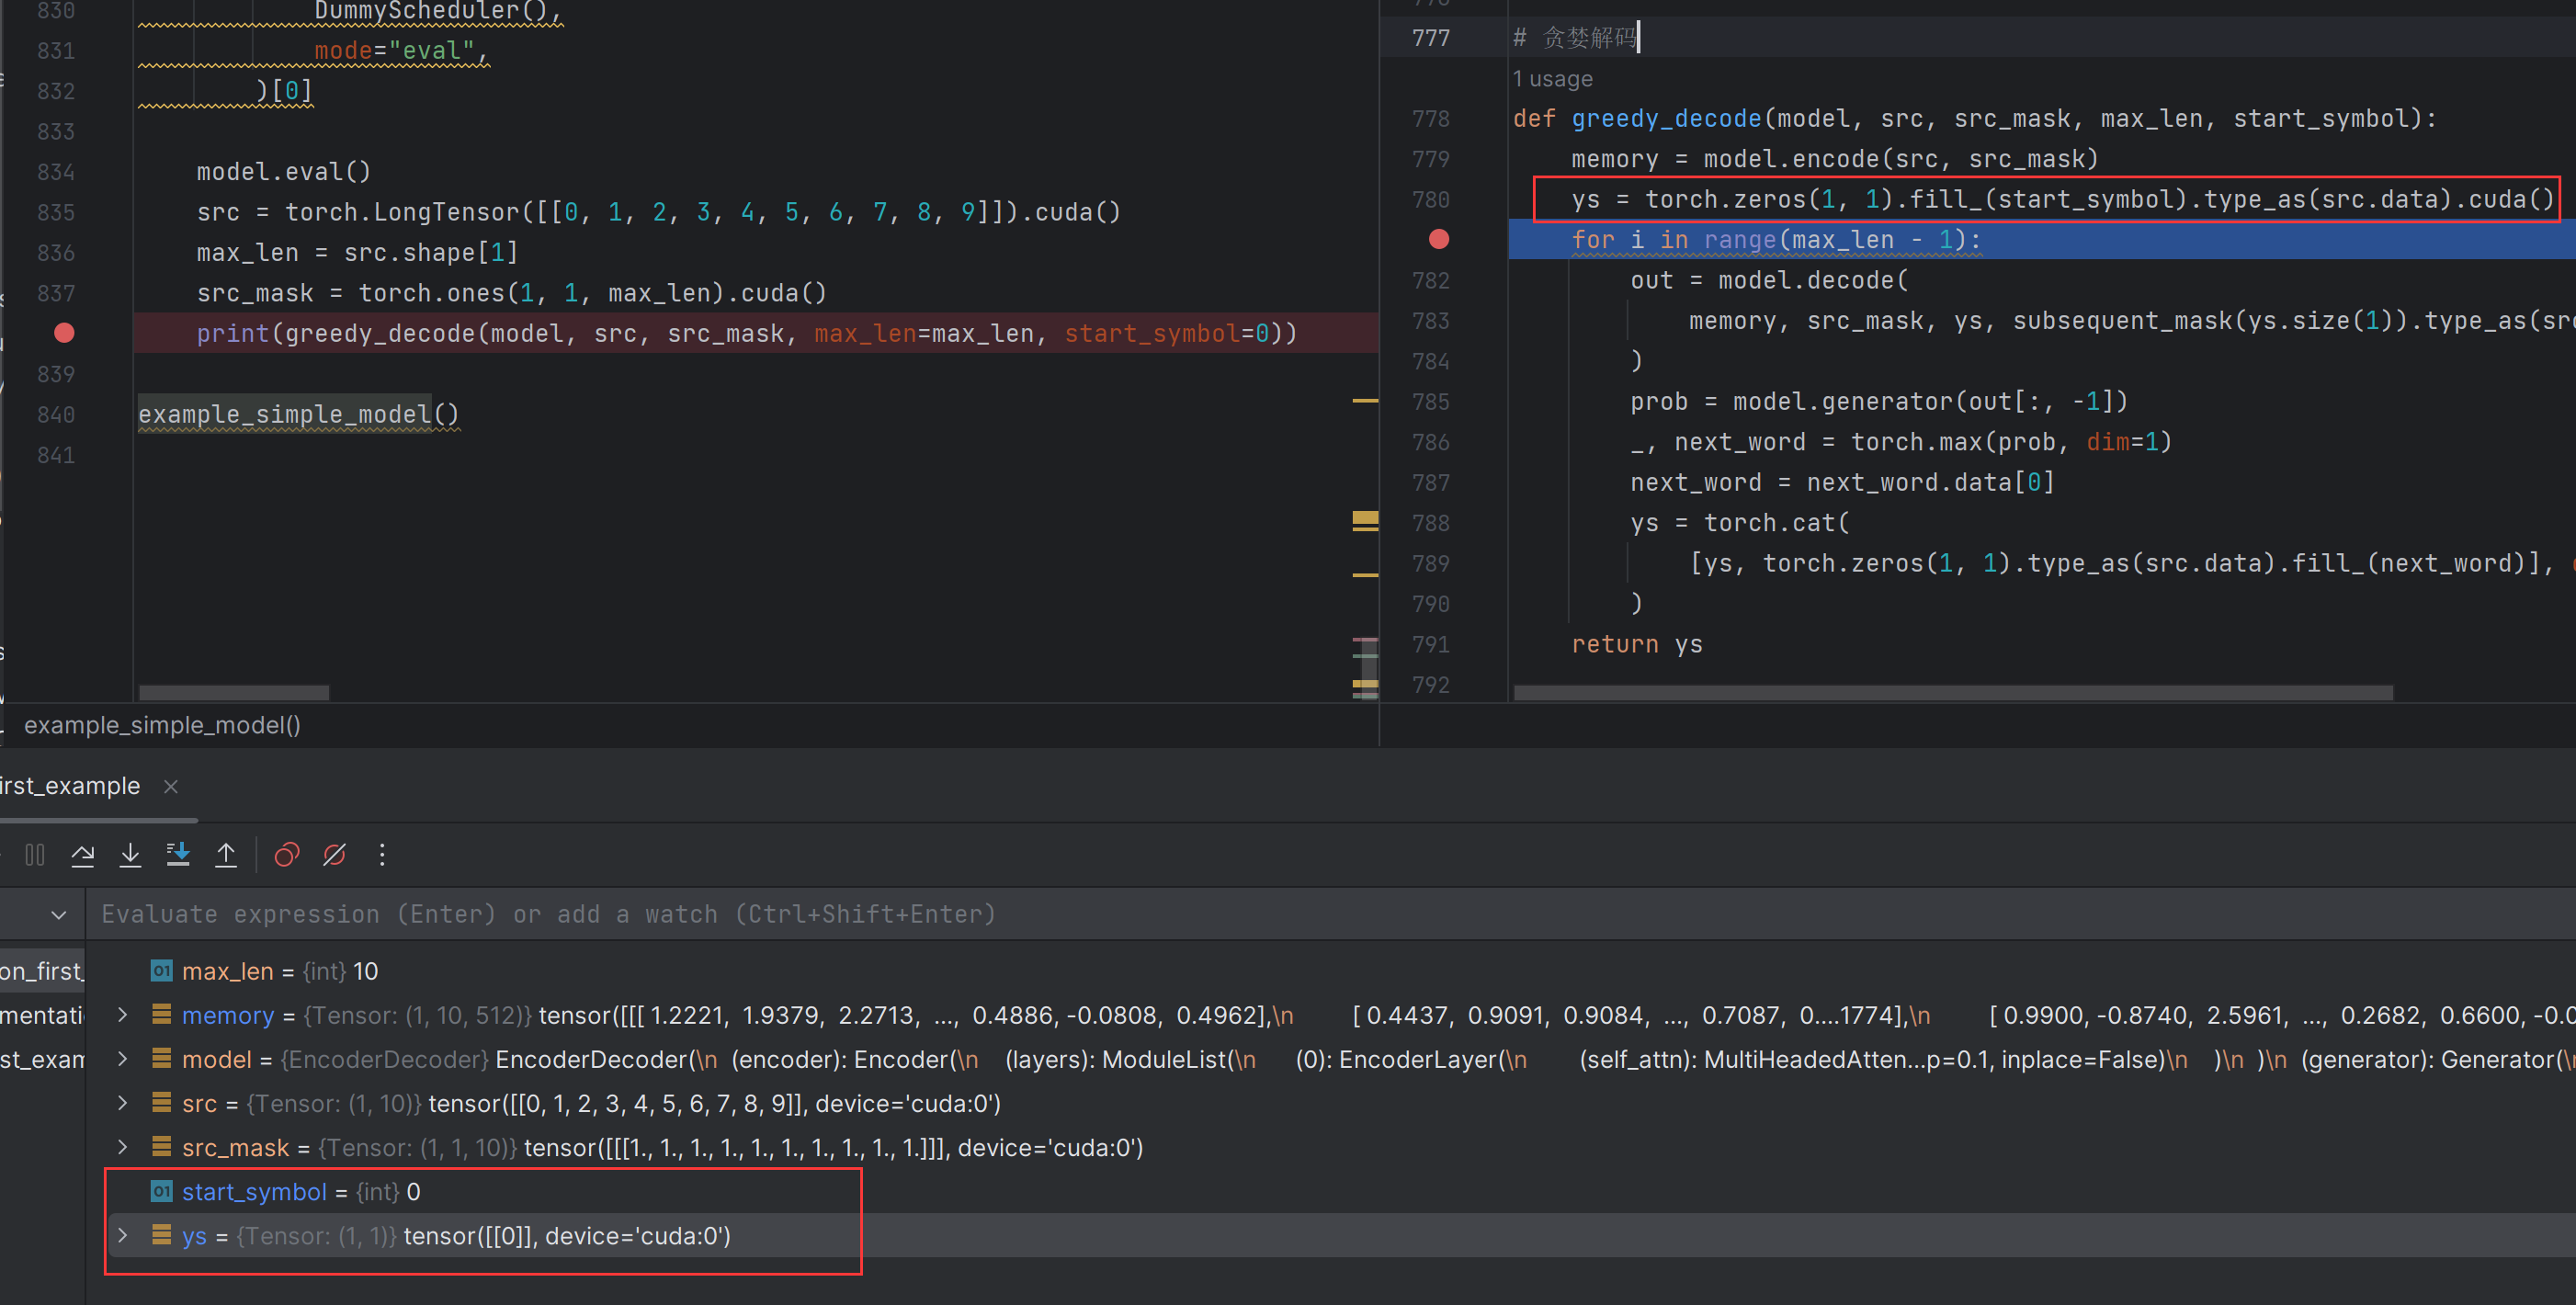 830 DummyScheduler(),
831 mode="eval",
832 )[0]
833
834 model.eval()
835 src = torch.LongTensor([[0, 1, 2, 3, 4, 5, 6, 7, 8, 9]]).cuda()
836 max_len = src.shape[1]
837 src_mask = torch.ones(1, 1, max_len).cuda()
print(greedy_decode(model, src, src_mask, max_len=max_len, start_symbol=0))
839
840 example_simple_model()
841
777 # 贪婪解码
1 usage
778 def greedy_decode(model, src, src_mask, max_len, start_symbol):
779 memory = model.encode(src, src_mask)
780 ys = torch.zeros(1, 1).fill_(start_symbol).type_as(src.data).cuda()
for i in range(max_len - 1):
782 out = model.decode(
783 memory, src_mask, ys, subsequent_mask(ys.size(1)).type_as(src
784 )
785 prob = model.generator(out[:, -1])
786 _, next_word = torch.max(prob, dim=1)
787 next_word = next_word.data[0]
788 ys = torch.cat(
789 [ys, torch.zeros(1, 1).type_as(src.data).fill_(next_word)],
790 )
791 return ys
792
example_simple_model()
irst_example
Evaluate expression (Enter) or add a watch (Ctrl+Shift+Enter)
on_first_
mentati
st_exam
01 max_len = {int} 10
memory = {Tensor: (1, 10, 512)} tensor([[[ 1.2221, 1.9379, 2.2713, ..., 0.4886, -0.0808, 0.4962],\n [ 0.4437, 0.9091, 0.9084, ..., 0.7087, 0....1774],\n [ 0.9900, -0.8740, 2.5961, ..., 0.2682, 0.6600, -0.0
model = {EncoderDecoder} EncoderDecoder(\n (encoder): Encoder(\n (layers): ModuleList(\n (0): EncoderLayer(\n (self_attn): MultiHeadedAtten...p=0.1, inplace=False)\n )\n )\n (generator): Generator(\n
src = {Tensor: (1, 10)} tensor([[0, 1, 2, 3, 4, 5, 6, 7, 8, 9]], device='cuda:0')
src_mask = {Tensor: (1, 1, 10)} tensor([[[1., 1., 1., 1., 1., 1., 1., 1., 1., 1.]]], device='cuda:0')
01 start_symbol = {int} 0
ys = {Tensor: (1, 1)} tensor([[0]], device='cuda:0')